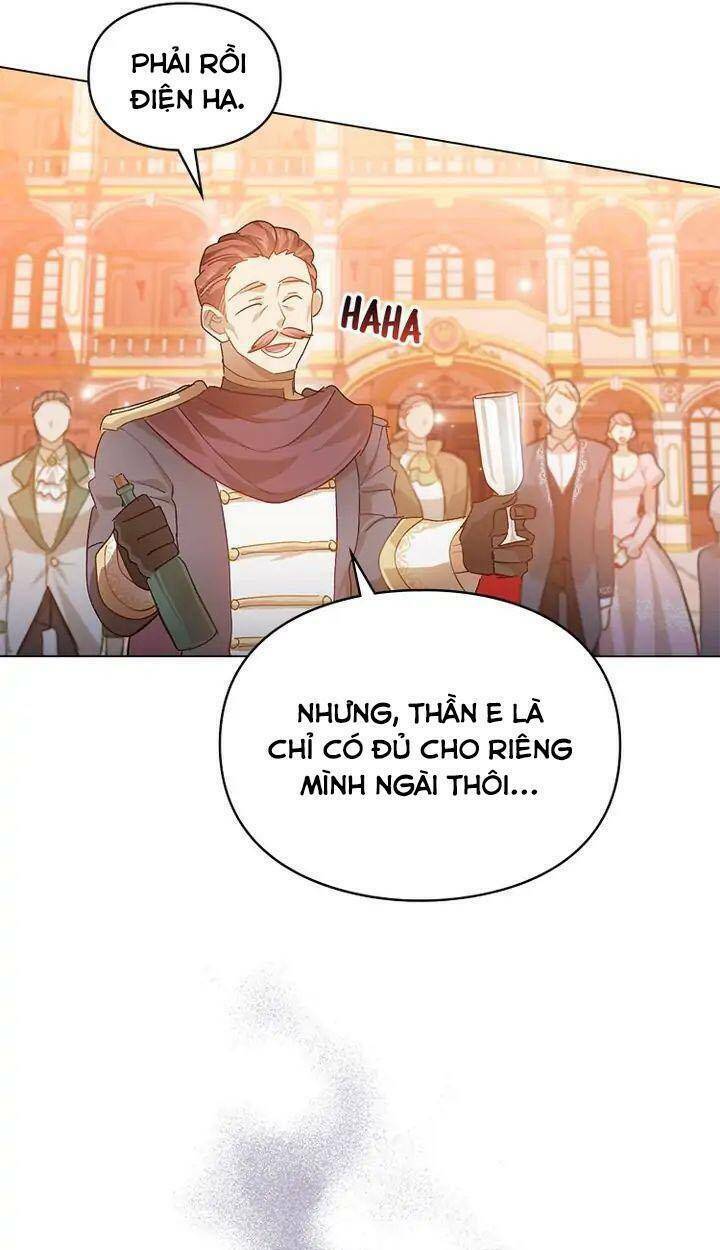 PHẢI RỒI
ĐIỆN HẠ.
HAHA
NHƯNG, THẦN E LÀ
CHỈ CÓ ĐỦ CHO RIÊNG
MÌNH NGÀI THÔI...